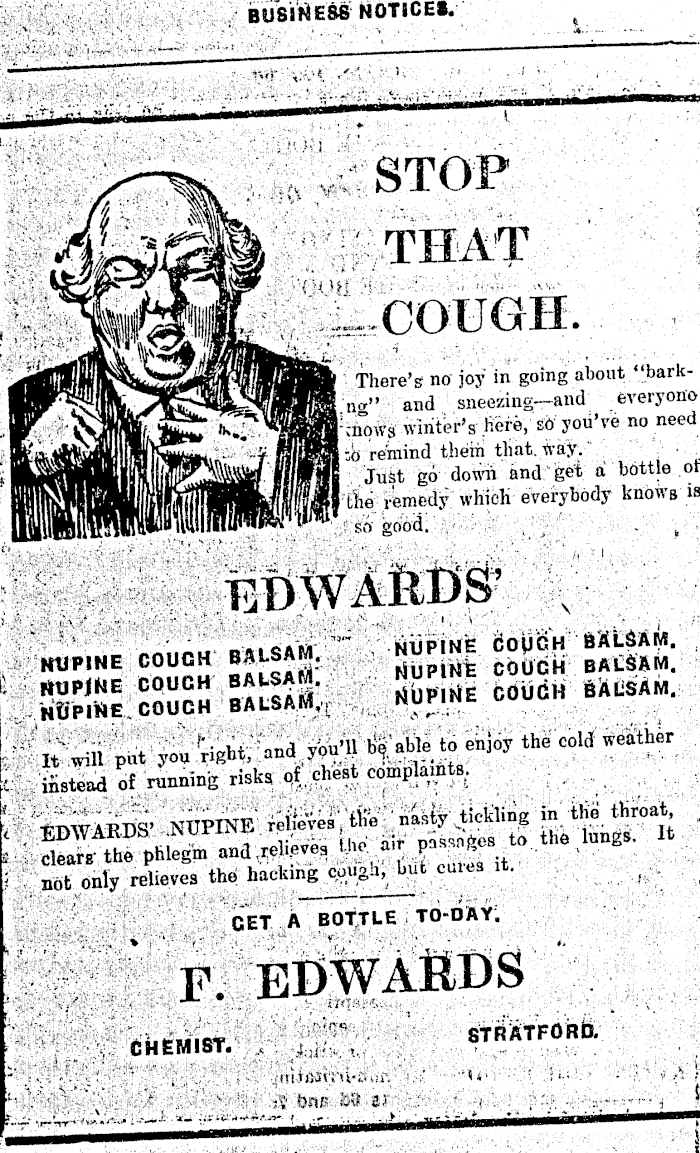 BUSINESS NOTICES.
STOP
THAT
COUGH.
There's no joy in going about "bark-
ng" and sneezing—and everyone
knows winter's here, so you've no need
to remind them that way.
Just go down and get a bottle of
the remedy which everybody knows is
so good.
EDWARDS'
NUPINE COUGH BALSAM. NUPINE COUGH BALSAM.
NUPINE COUGH BALSAM. NUPINE COUGH BALSAM.
NUPINE COUGH BALSAM. NUPINE COUGH BALSAM.
It will put you right, and you'll be able to enjoy the cold weather
instead of running risks of chest complaints.
EDWARDS' NUPINE relieves the nasty tickling in the throat,
clears the phlegm and relieves the air passages to the lungs. It
not only relieves the hacking cough, but cures it.
GET A BOTTLE TO-DAY.
F. EDWARDS
CHEMIST. STRATFORD.